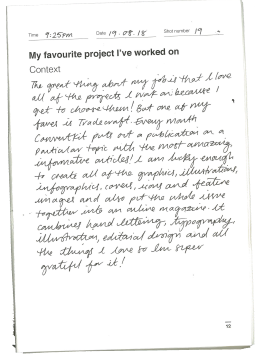 Time 9:25pm Date 19.08.18 Shot number 19
My favourite project I've worked on
Context
The great thing about my job is that I love
all of the projects I work on because I
get to choose them! But one of my
faves is Tradecraft. Every month
ConvertKit puts out a publication on a
particular topic with the most amazing,
informative articles! I am lucky enough
to create all of the graphics, illustrations,
infographics, covers, icons and feature
images and also put the whole issue
together into an online magazine. It
combines hand lettering, typography,
illustration, editorial design and all
the things I love so I'm super
grateful for it!
12